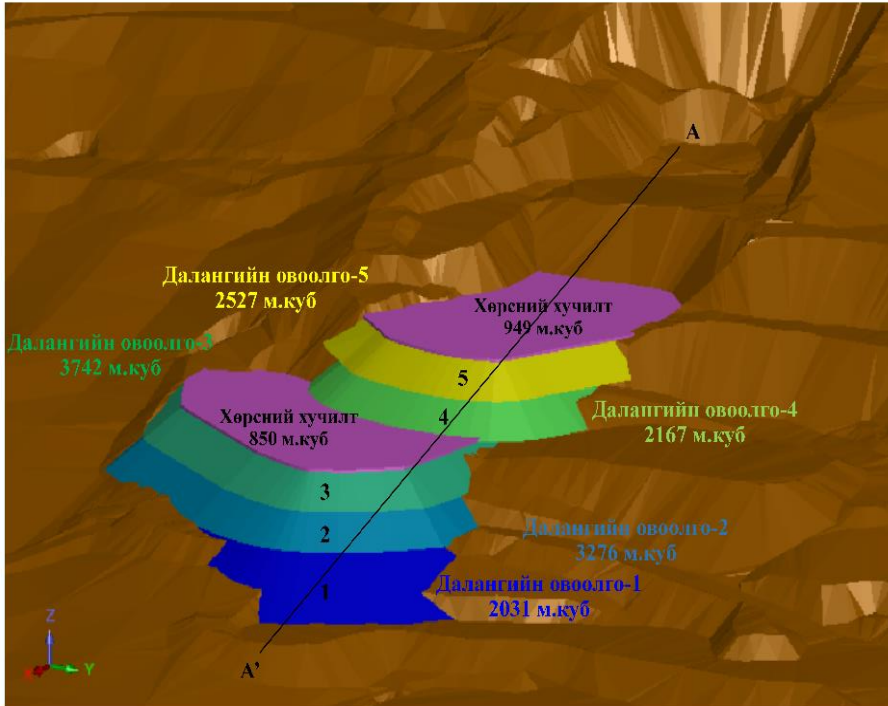 A
Далангийн овоолго-5
2527 м.куб
Хөрсний хучилт
949 м.куб
Далангийн овоолго-3
3742 м.куб
5
4
Далангийн овоолго-4
2167 м.куб
Хөрсний хучилт
850 м.куб
3
2
Далангийн овоолго-2
3276 м.куб
1
Далангийн овоолго-1
2031 м.куб
A’
Z
X
Y